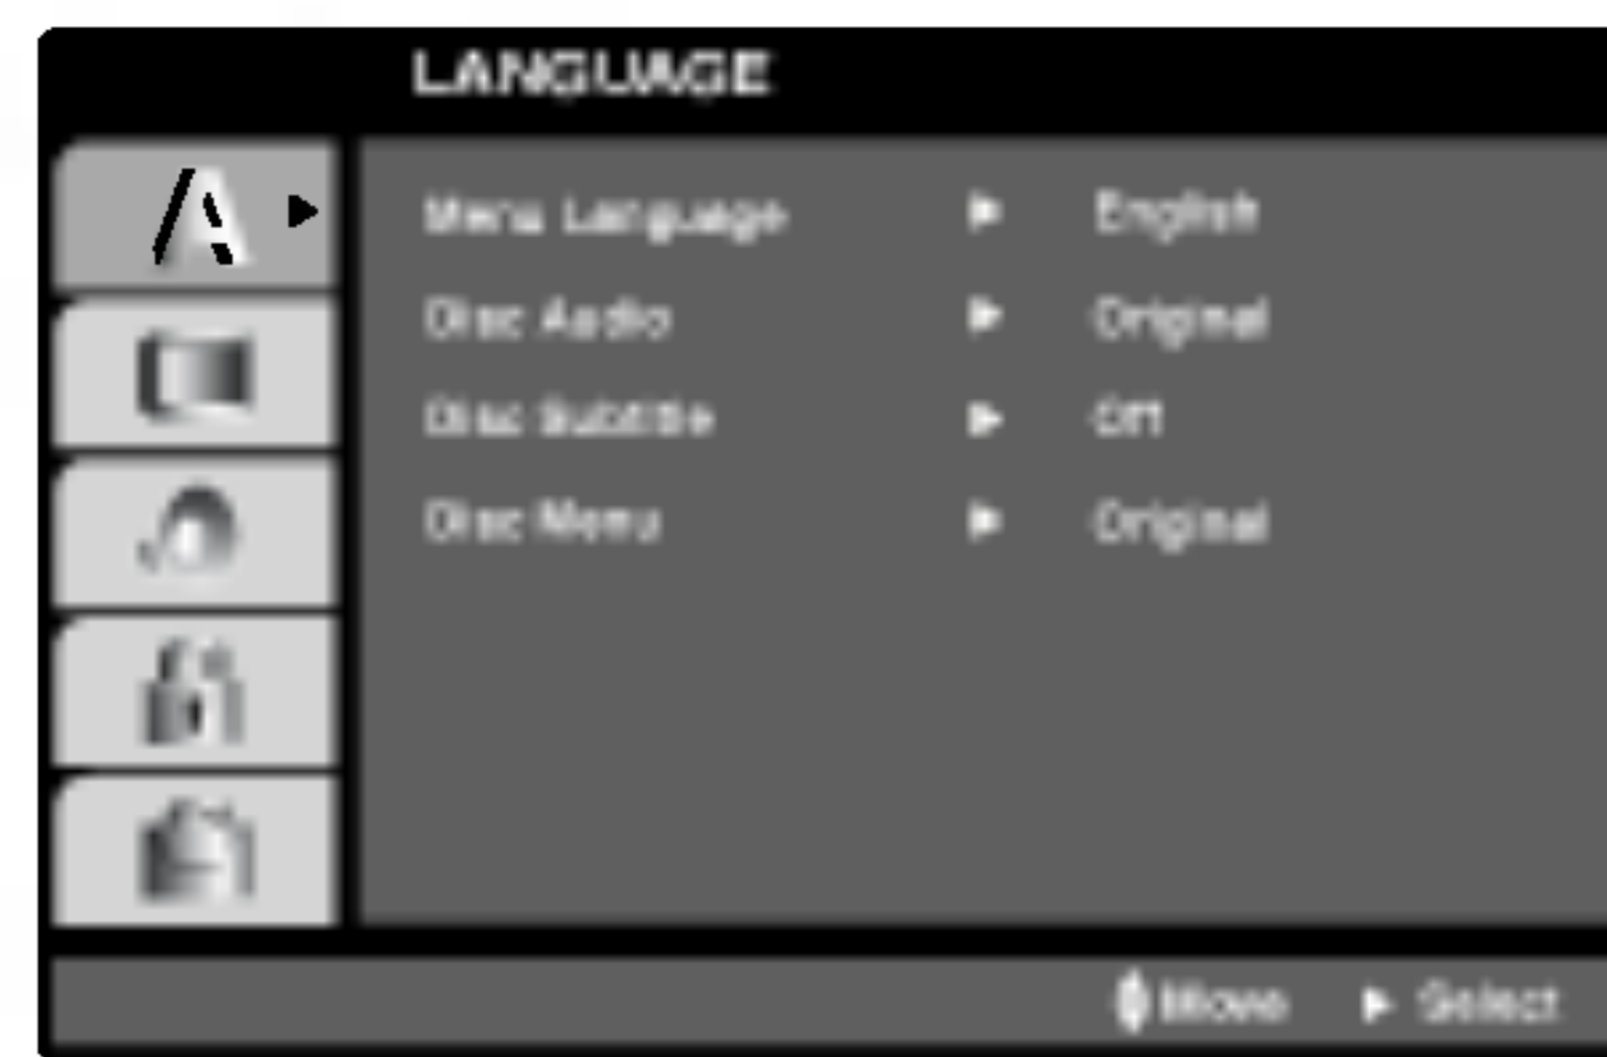 LANGUAGE
Menu Language ► English
Disc Audio ► Original
Disc Subtitle ► Off
Disc Menu ► Original
Move ► Select